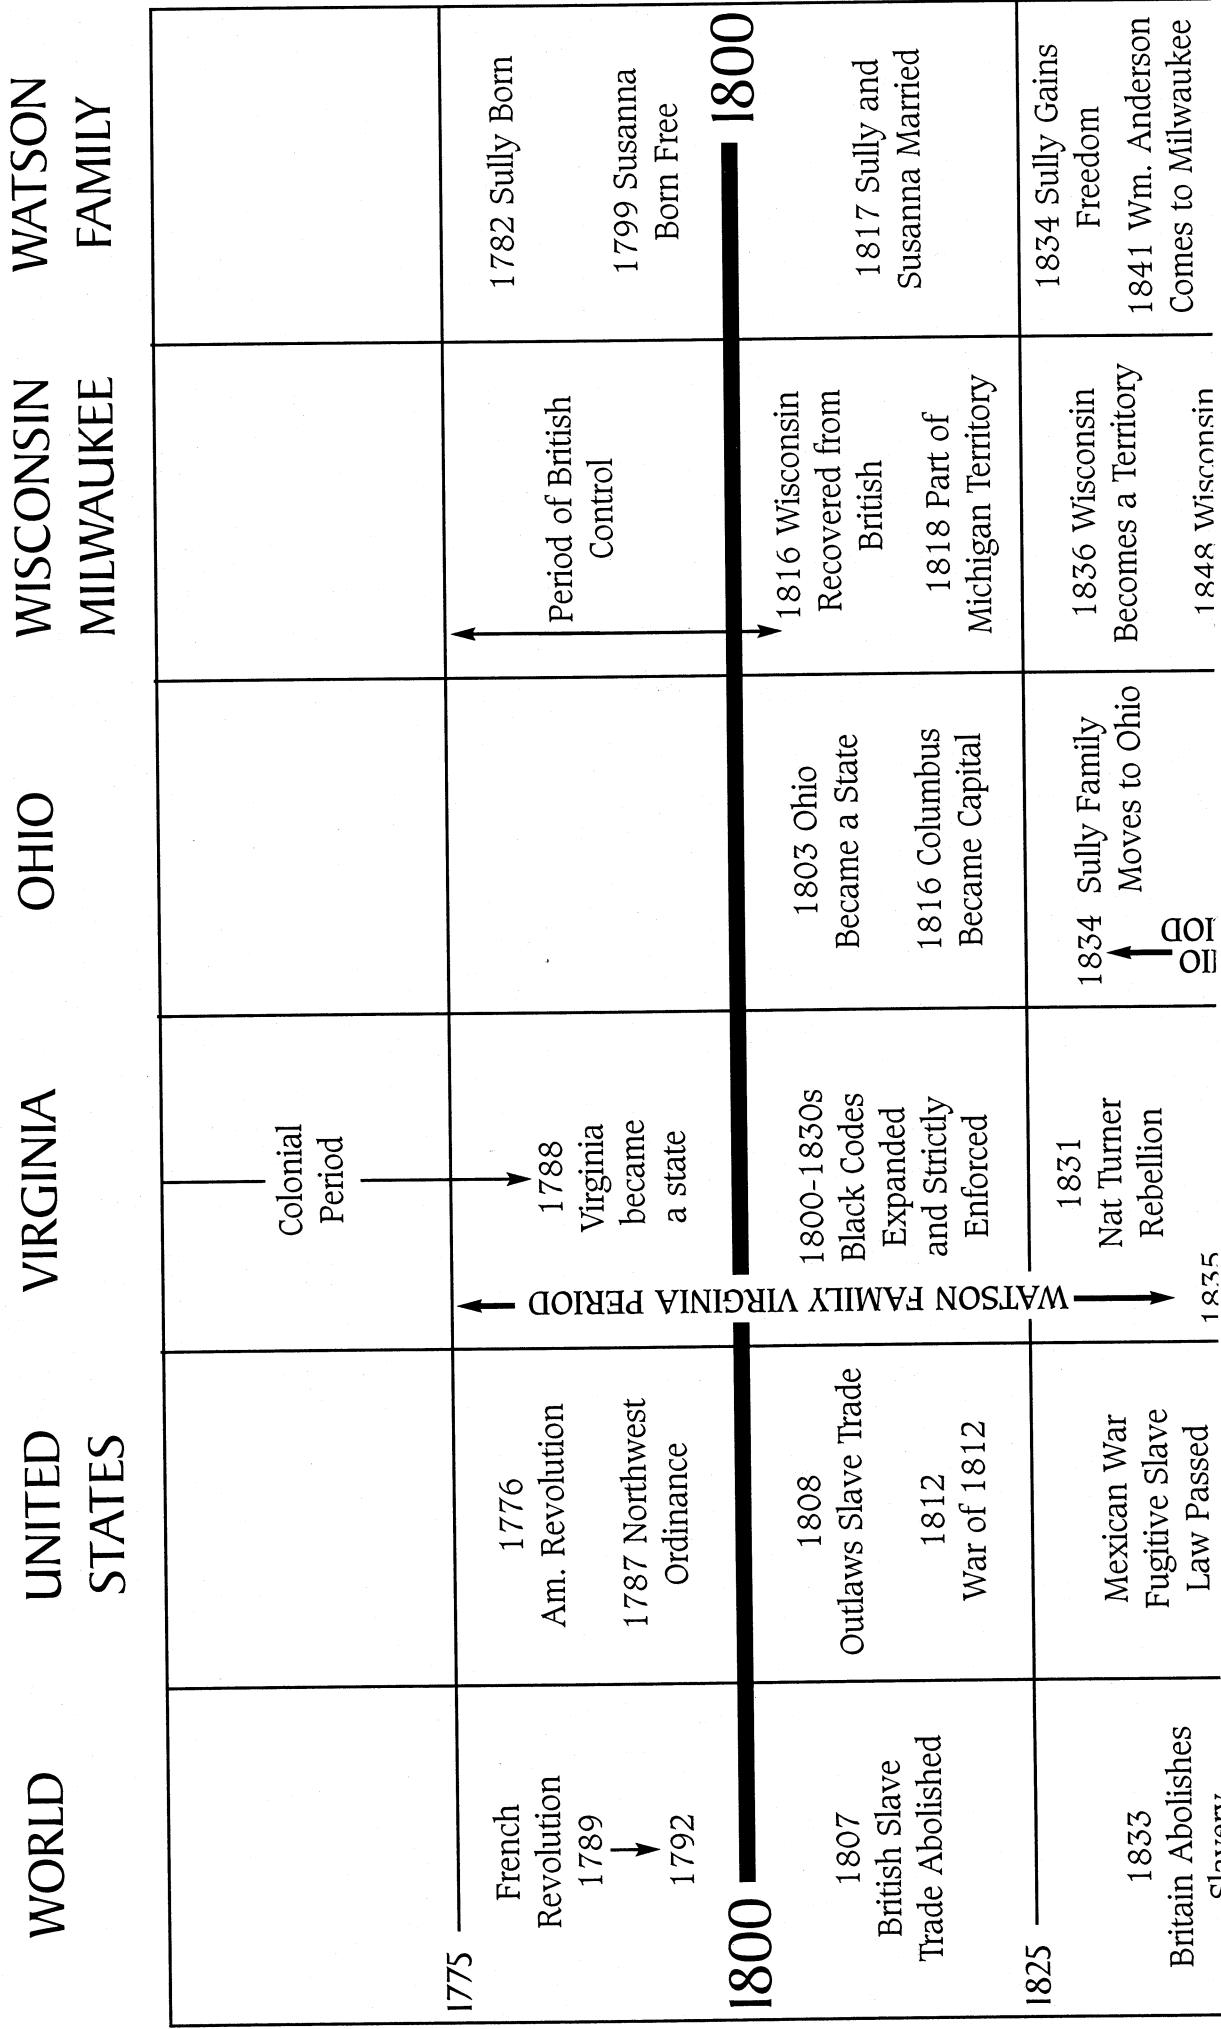 WORLD
UNITED
STATES
VIRGINIA
OHIO
WISCONSIN
MILWAUKEE
WATSON
FAMILY
Colonial
Period
1775
French
Revolution
1789
1792
1776
Am. Revolution
1787 Northwest
Ordinance
1788
Virginia
became
a state
Period of British
Control
1782 Sully Born
1799 Susanna
Born Free
WATSON FAMILY VIRGINIA PERIOD
1800
1800
1807
British Slave
Trade Abolished
1808
Outlaws Slave Trade
1812
War of 1812
1800-1830s
Black Codes
Expanded
and Strictly
Enforced
1803 Ohio
Became a State
1816 Columbus
Became Capital
1816 Wisconsin
Recovered from
British
1818 Part of
Michigan Territory
1817 Sully and
Susanna Married
1825
1833
Britain Abolishes
Slavery
Mexican War
Fugitive Slave
Law Passed
1831
Nat Turner
Rebellion
1835
1834 Sully Family
Moves to Ohio
1836 Wisconsin
Becomes a Territory
1848 Wisconsin
1834 Sully Gains
Freedom
1841 Wm. Anderson
Comes to Milwaukee